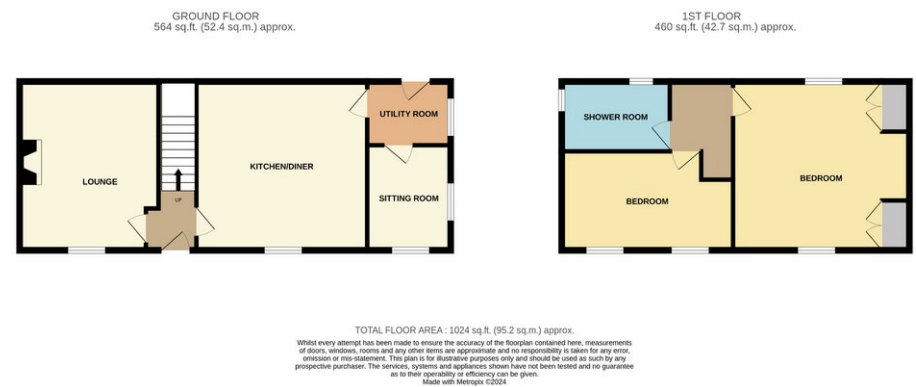 GROUND FLOOR
564 sq.ft. (52.4 sq.m.) approx.
1ST FLOOR
460 sq.ft. (42.7 sq.m.) approx.
UTILITY ROOM
SHOWER ROOM
KITCHEN/DINER
LOUNGE
BEDROOM
UP
SITTING ROOM
BEDROOM
TOTAL FLOOR AREA : 1024 sq.ft. (95.2 sq.m.) approx.
Whilst every attempt has been made to ensure the accuracy of the floorplan contained here, measurements
of doors, windows, rooms and any other items are approximate and no responsibility is taken for any error,
omission or mis-statement. This plan is for illustrative purposes only and should be used as such by any
prospective purchaser. The services, systems and appliances shown have not been tested and no guarantee
as to their operability or efficiency can be given.
Made with Metropix ©2024